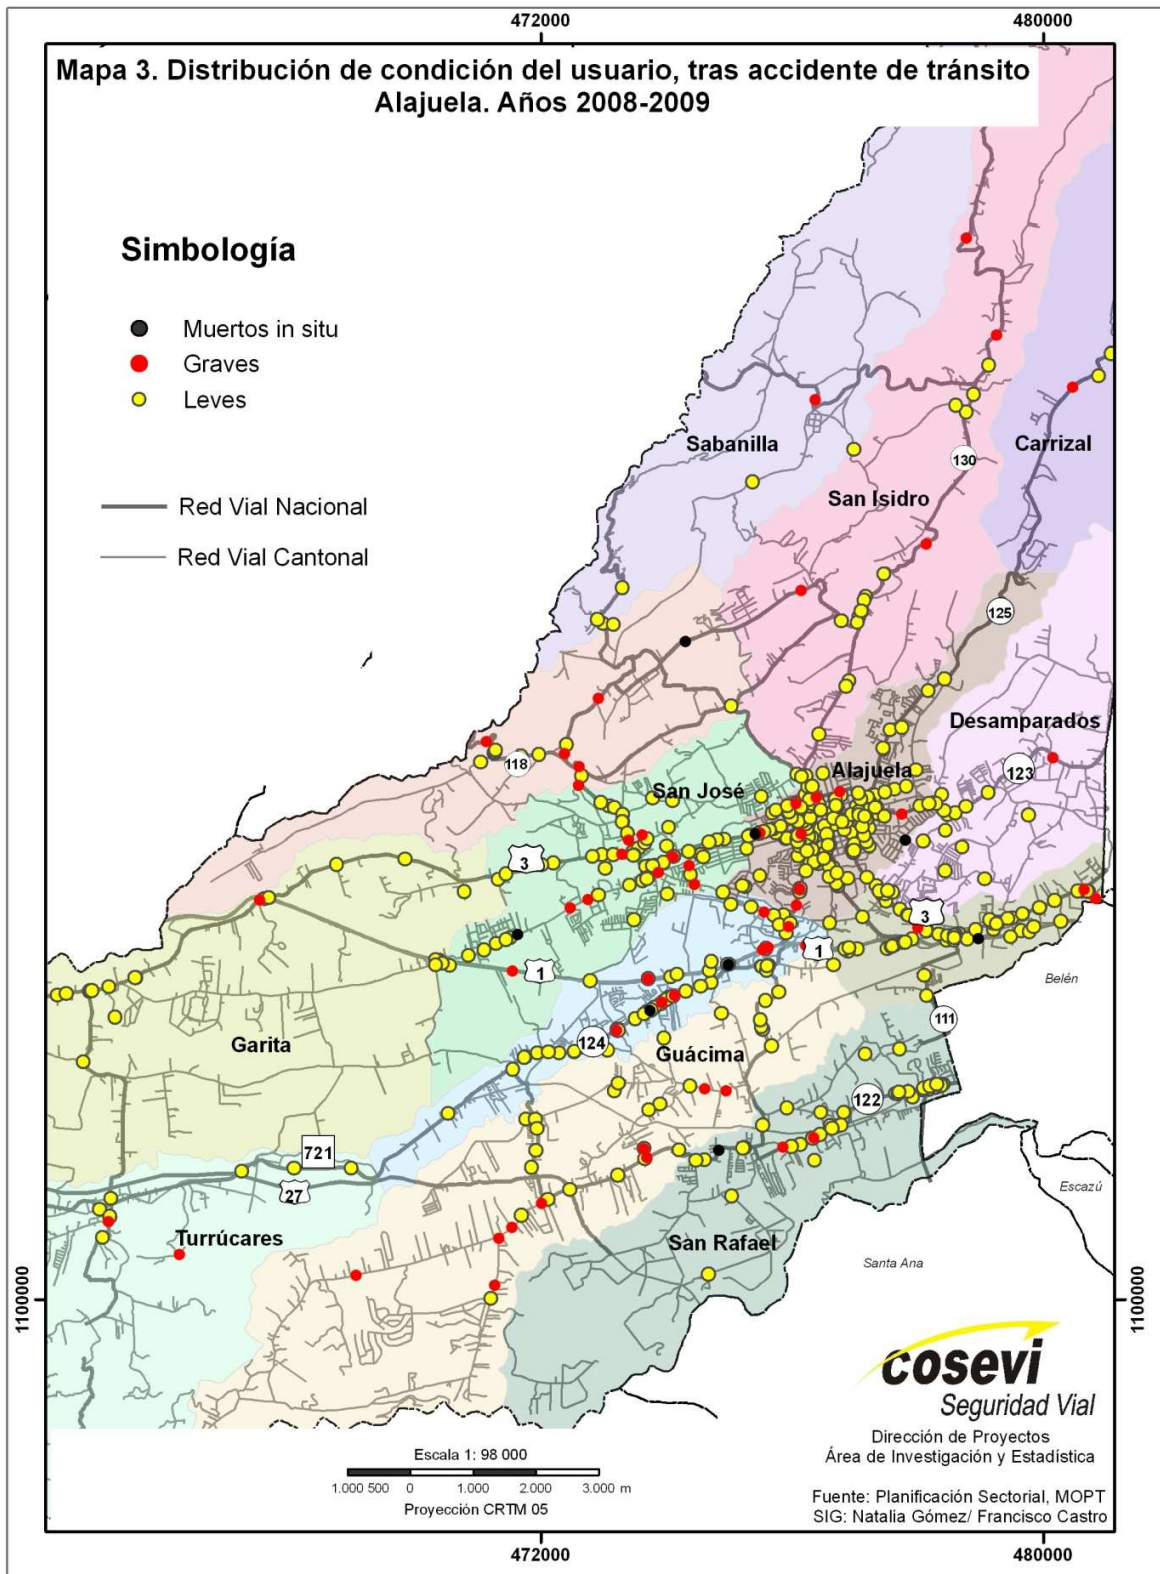 472000
480000
Mapa 3. Distribución de condición del usuario, tras accidente de tránsito
Alajuela. Años 2008-2009
Simbología
Muertos in situ
Graves
Leves
Red Vial Nacional
Red Vial Cantonal
Sabanilla
Carrizal
130
San Isidro
125
Desamparados
118
Alajuela
123
San José
3
3
1
1
Belén
111
Garita
124
Guácima
122
721
27
Escazú
Turrúcares
San Rafael
Santa Ana
1100000
1100000
cosevi
Seguridad Vial
Dirección de Proyectos
Área de Investigación y Estadística
Escala 1: 98 000
1.000 500 0 1.000 2.000 3.000 m
Proyección CRTM 05
Fuente: Planificación Sectorial, MOPT
SIG: Natalia Gómez/ Francisco Castro
472000
480000